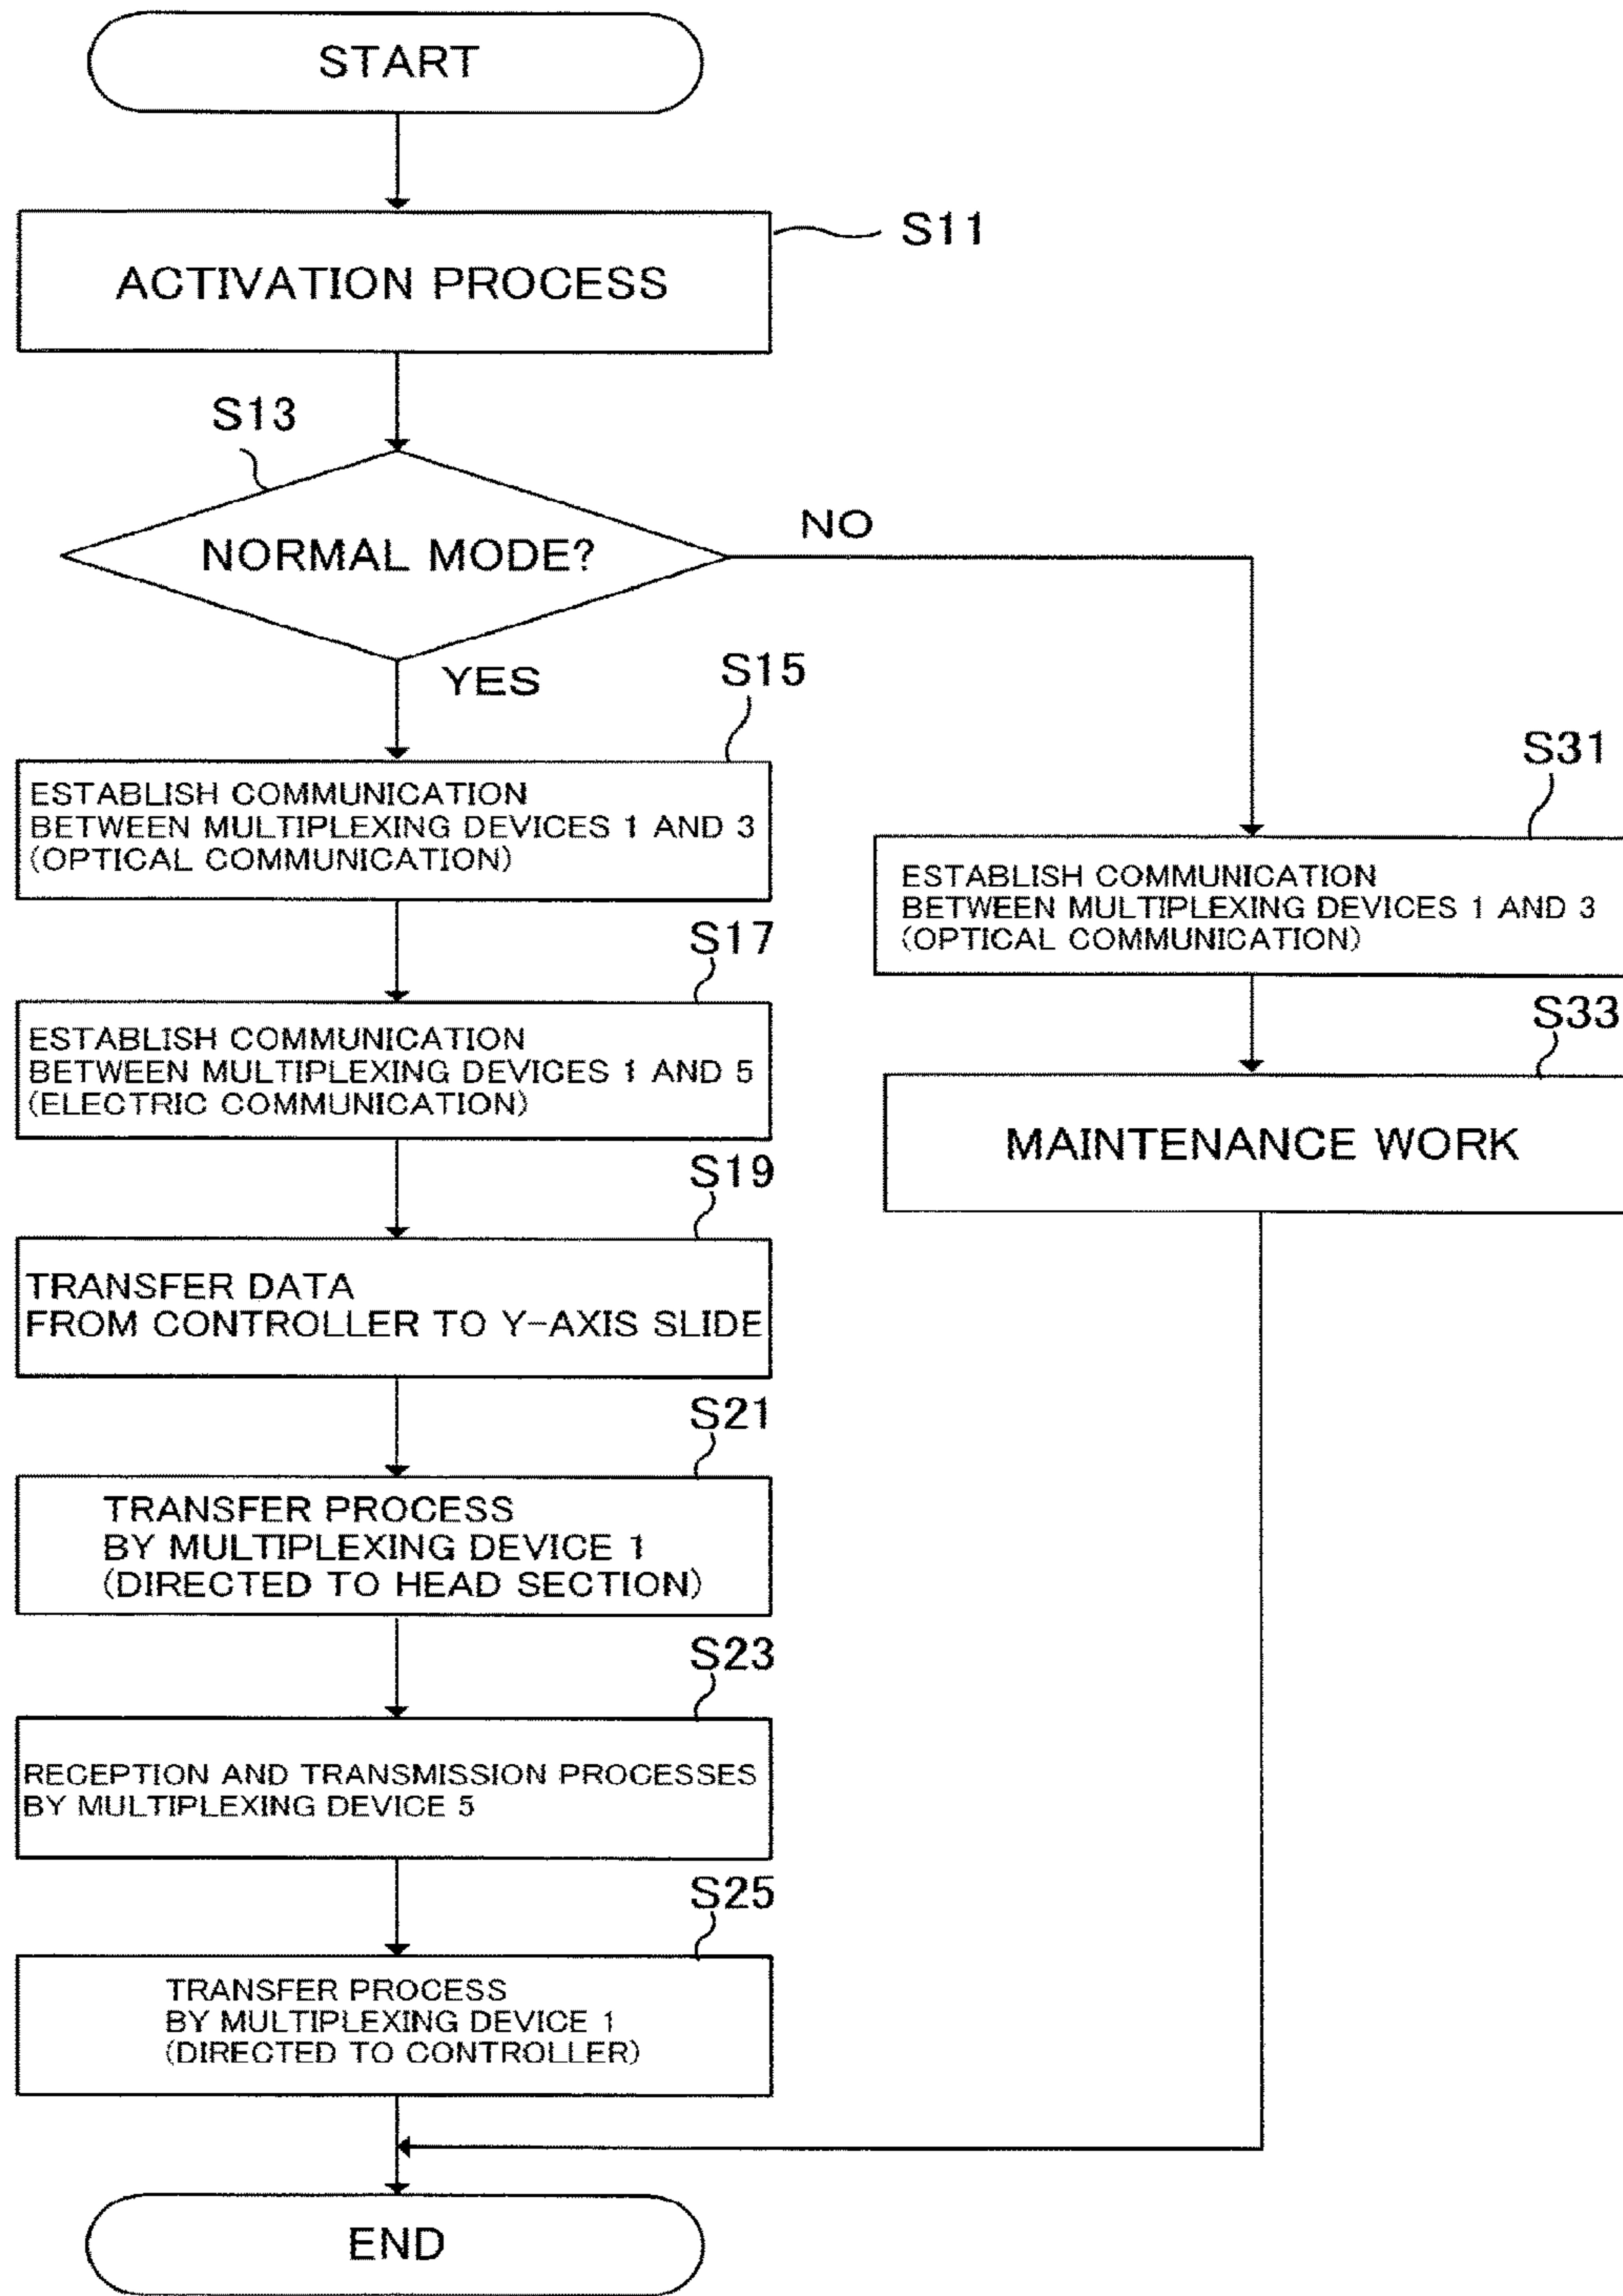 START
S11
ACTIVATION PROCESS
S13
NORMAL MODE?
NO
YES
S15
ESTABLISH COMMUNICATION
BETWEEN MULTIPLEXING DEVICES 1 AND 3
(OPTICAL COMMUNICATION)
S17
ESTABLISH COMMUNICATION
BETWEEN MULTIPLEXING DEVICES 1 AND 5
(ELECTRIC COMMUNICATION)
S19
TRANSFER DATA
FROM CONTROLLER TO Y-AXIS SLIDE
S21
TRANSFER PROCESS
BY MULTIPLEXING DEVICE 1
(DIRECTED TO HEAD SECTION)
S23
RECEPTION AND TRANSMISSION PROCESSES
BY MULTIPLEXING DEVICE 5
S25
TRANSFER PROCESS
BY MULTIPLEXING DEVICE 1
(DIRECTED TO CONTROLLER)
S31
ESTABLISH COMMUNICATION
BETWEEN MULTIPLEXING DEVICES 1 AND 3
(OPTICAL COMMUNICATION)
S33
MAINTENANCE WORK
END